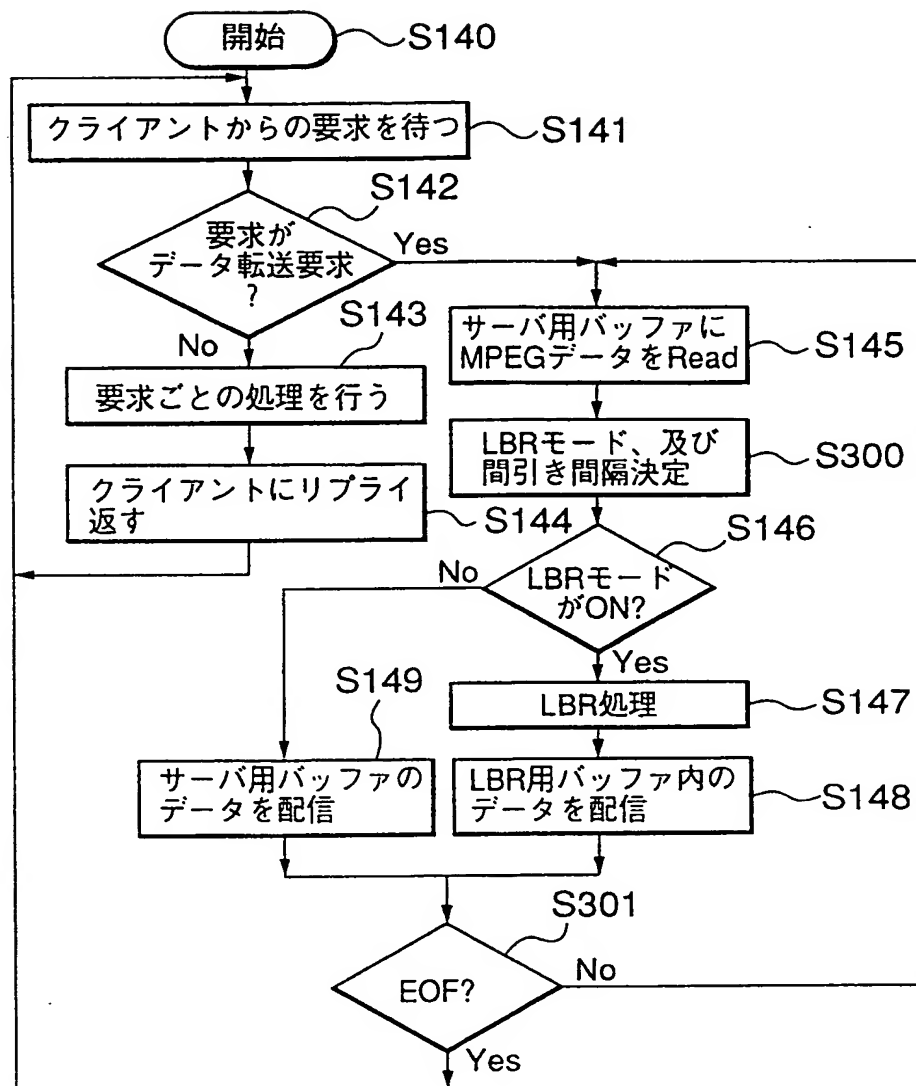 開始
S140
クライアントからの要求を待つ
S141
S142
要求が
データ転送要求
?
Yes
No
S143
要求ごとの処理を行う
クライアントにリプライ
返す
S144
サーバ用バッファに
MPEGデータをRead
S145
LBRモード、及び
間引き間隔決定
S300
S146
LBRモード
がON?
No
Yes
S149
LBR処理
S147
サーバ用バッファの
データを配信
LBR用バッファ内の
データを配信
S148
S301
EOF?
No
Yes